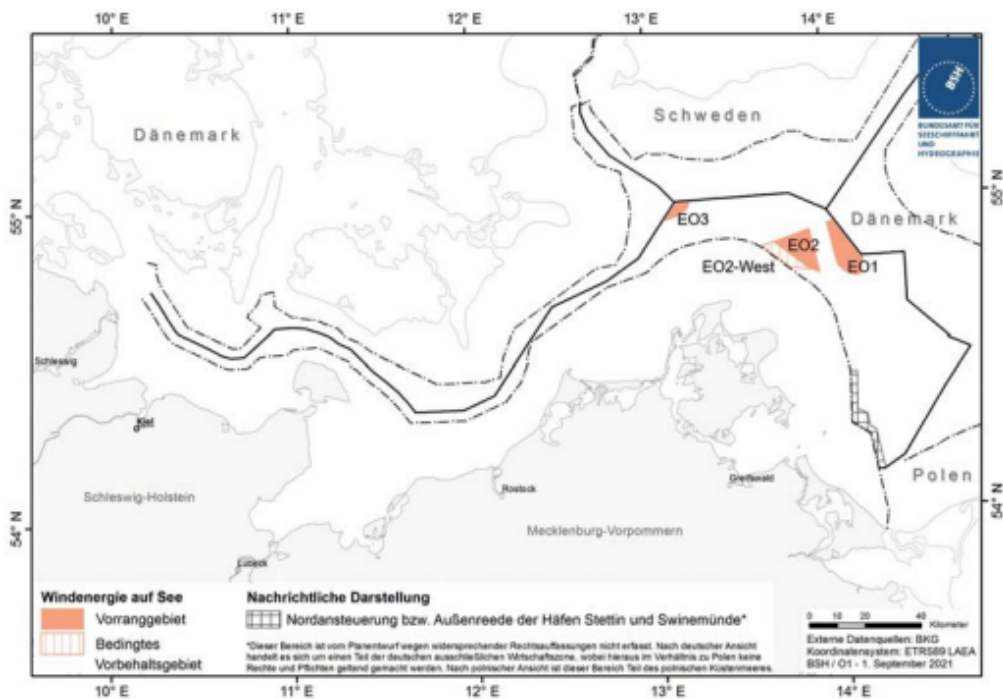 10° E 11° E 12° E 13° E 14° E
BSH
BUNDESAMT FÜR
SEESCHIFFFAHRT
UND
HYDROGRAPHIE
Schweden
Dänemark
55° N
55° N
EO3
Dänemark
EO2
EO2-West
EO1
Schleswig
Kiel
Polen
Greifswald
Schleswig-Holstein
Rostock
54° N
54° N
Mecklenburg-Vorpommern
Lübeck
Windenergie auf See
Vorranggebiet
Bedingtes
Vorbehaltsgebiet
Nachrichtliche Darstellung
Nordansteuerung bzw. Außenreede der Häfen Stettin und Swinemünde*
*Dieser Bereich ist vom Planentwurf wegen widersprechender Rechtsauffassungen nicht erfasst. Nach deutscher Ansicht
handelt es sich um einen Teil der deutschen ausschließlichen Wirtschaftszone, wobei hieraus im Verhältnis zu Polen keine
Rechte und Pflichten geltend gemacht werden. Nach polnischer Ansicht ist dieser Bereich Teil des polnischen Küstenmeeres.
0 10 20 40
Kilometer
Externe Datenquellen: BKG
Koordinatensystem: ETRS89 LAEA
BSH / O1 - 1. September 2021
10° E 11° E 12° E 13° E 14° E